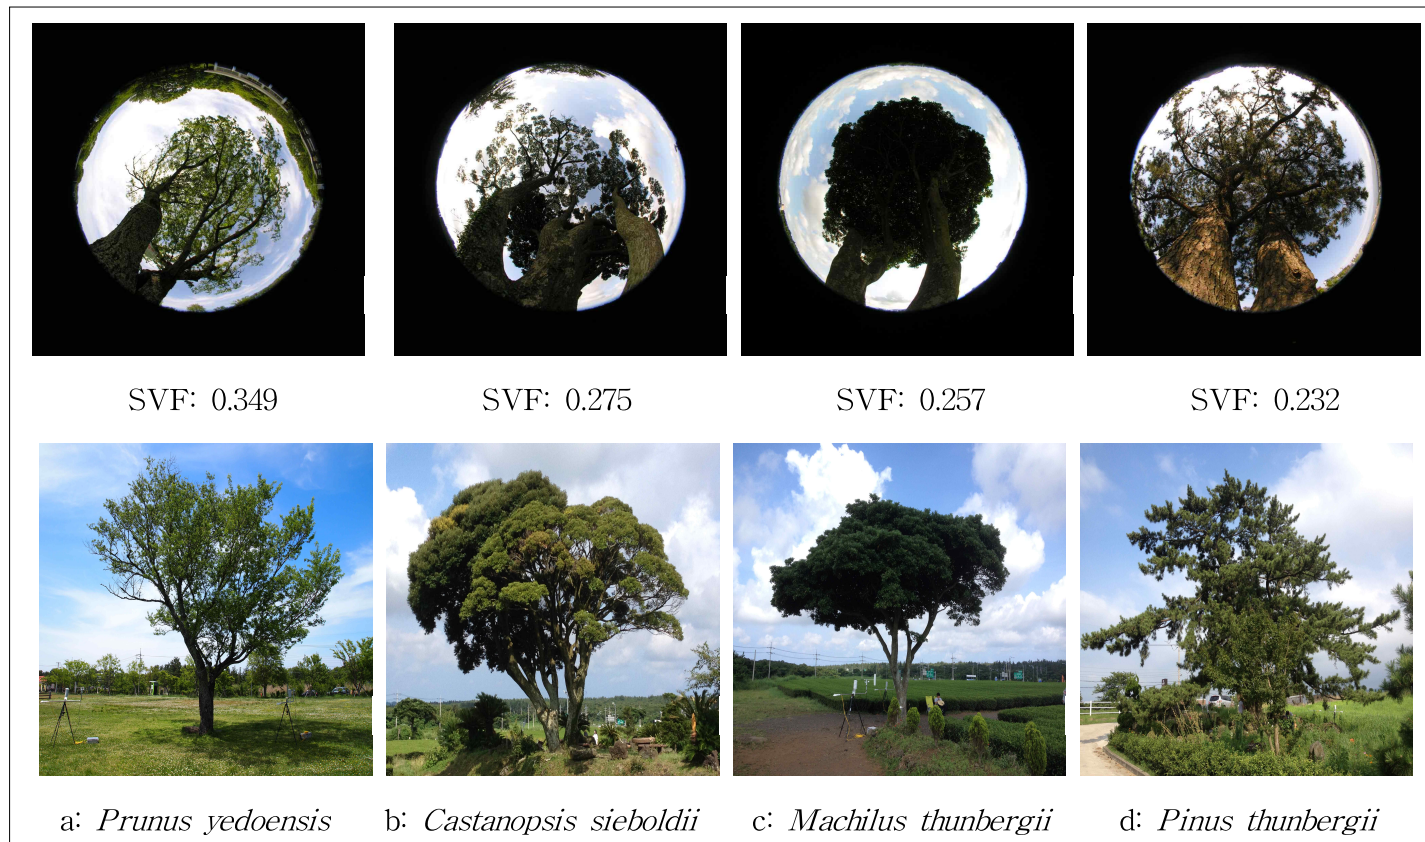 SVF: 0.349 SVF: 0.275 SVF: 0.257 SVF: 0.232
a: Prunus yedoensis b: Castanopsis sieboldii c: Machilus thunbergii d: Pinus thunbergii